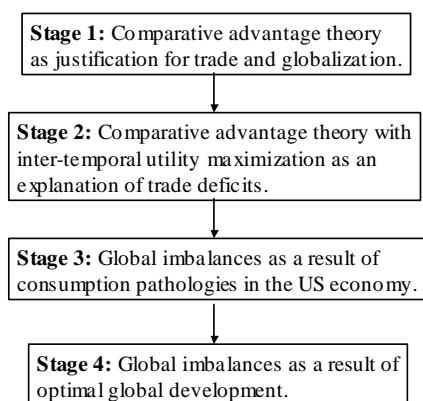 Stage 1: Comparative advantage theory
as justification for trade and globalization.
Stage 2: Comparative advantage theory with
inter-temporal utility maximization as an
explanation of trade deficits.
Stage 3: Global imbalances as a result of
consumption pathologies in the US economy.
Stage 4: Global imbalances as a result of
optimal global development.